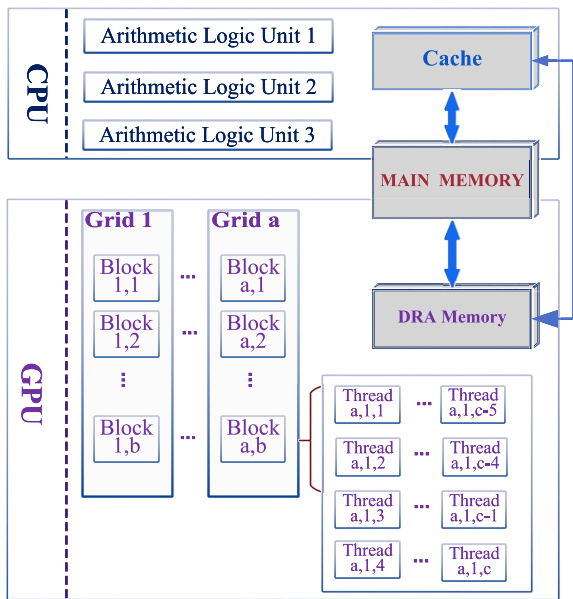 CPU
Arithmetic Logic Unit 1
Arithmetic Logic Unit 2
Arithmetic Logic Unit 3
Cache
MAIN MEMORY
DRA Memory
GPU
Grid 1
Grid a
Block
1,1
...
Block
a,1
Block
1,2
...
Block
a,2
...
...
Block
1,b
...
Block
a,b
Thread
a,1,1
...
Thread
a,1,c-5
Thread
a,1,2
...
Thread
a,1,c-4
Thread
a,1,3
...
Thread
a,1,c-1
Thread
a,1,4
...
Thread
a,1,c